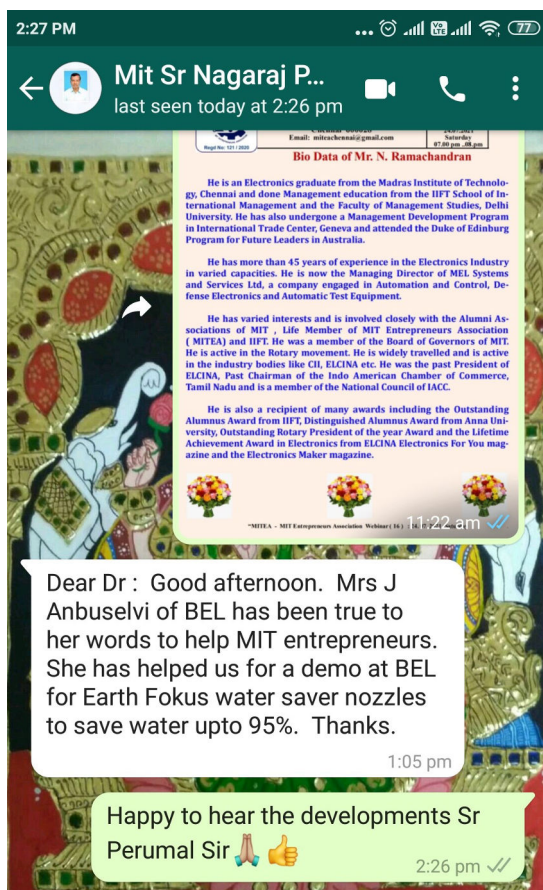 2:27 PM
77
Mit Sr Nagaraj P...
last seen today at 2:26 pm
Email: miteachennai@gmail.com
Saturday
07.00 pm .08.pm
Regd No: 121 / 2020
Bio Data of Mr. N. Ramachandran
He is an Electronics graduate from the Madras Institute of Technolo-
gy, Chennai and done Management education from the IIFT School of In-
ternational Management and the Faculty of Management Studies, Delhi
University. He has also undergone a Management Development Program
in International Trade Center, Geneva and attended the Duke of Edinburg
Program for Future Leaders in Australia.
He has more than 45 years of experience in the Electronics Industry
in varied capacities. He is now the Managing Director of MEL Systems
and Services Ltd, a company engaged in Automation and Control, De-
fense Electronics and Automatic Test Equipment.
He has varied interests and is involved closely with the Alumni As-
sociations of MIT , Life Member of MIT Entrepreneurs Association
( MITEA) and IIFT. He was a member of the Board of Governors of MIT.
He is active in the Rotary movement. He is widely travelled and is active
in the industry bodies like CII, ELCINA etc. He was the past President of
ELCINA, Past Chairman of the Indo American Chamber of Commerce,
Tamil Nadu and is a member of the National Council of IACC.
He is also a recipient of many awards including the Outstanding
Alumnus Award from IIFT, Distinguished Alumnus Award from Anna Uni-
versity, Outstanding Rotary President of the year Award and the Lifetime
Achievement Award in Electronics from ELCINA Electronics For You mag-
azine and the Electronics Maker magazine.
"MITEA - MIT Entrepreneurs Association Webinar( 16 )
11:22 am
Dear Dr : Good afternoon. Mrs J
Anbuselvi of BEL has been true to
her words to help MIT entrepreneurs.
She has helped us for a demo at BEL
for Earth Fokus water saver nozzles
to save water upto 95%. Thanks.
1:05 pm
Happy to hear the developments Sr
Perumal Sir🙏🏼👍
2:26 pm